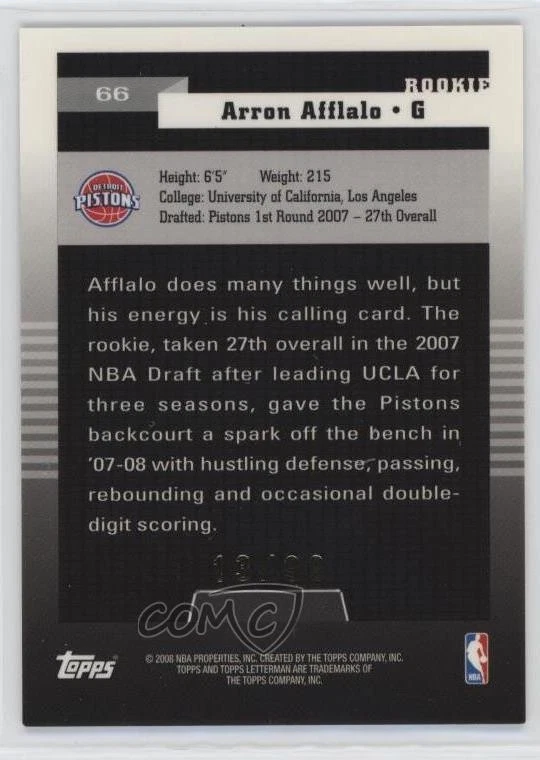 66
ROOKIE
Arron Afflalo • G
DETROIT
PISTONS
Height: 6'5" Weight: 215
College: University of California, Los Angeles
Drafted: Pistons 1st Round 2007 – 27th Overall
Afflalo does many things well, but
his energy is his calling card. The
rookie, taken 27th overall in the 2007
NBA Draft after leading UCLA for
three seasons, gave the Pistons
backcourt a spark off the bench in
'07-08 with hustling defense, passing,
rebounding and occasional double-
digit scoring.
13/99
COMC
Topps
© 2008 NBA PROPERTIES, INC. CREATED BY THE TOPPS COMPANY, INC.
TOPPS AND TOPPS LETTERMAN ARE TRADEMARKS OF
THE TOPPS COMPANY, INC.
NBA